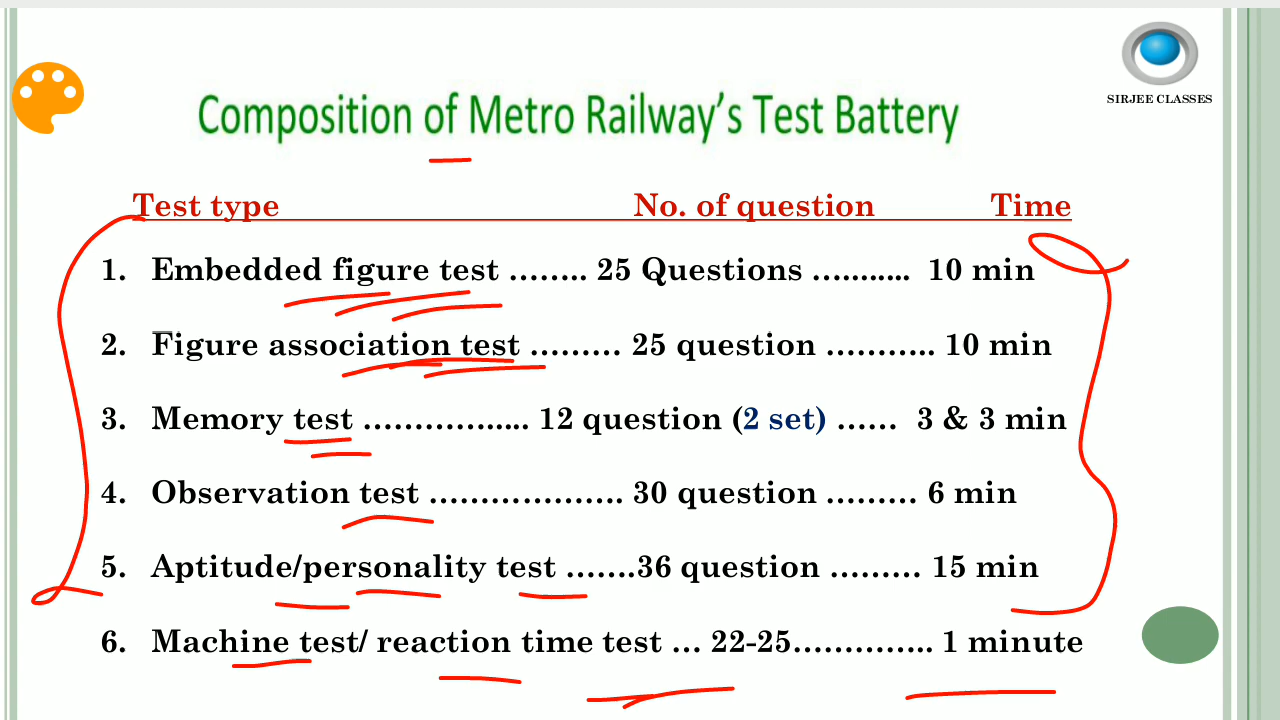 SIRJEE CLASSES
Composition of Metro Railway's Test Battery
Test type No. of question Time
1. Embedded figure test …….. 25 Questions …........ 10 min
2. Figure association test ……… 25 question ……….. 10 min
3. Memory test …………..... 12 question (2 set) …… 3 & 3 min
4. Observation test ………………. 30 question ……… 6 min
5. Aptitude/personality test …….36 question ……… 15 min
6. Machine test/ reaction time test … 22-25………….. 1 minute